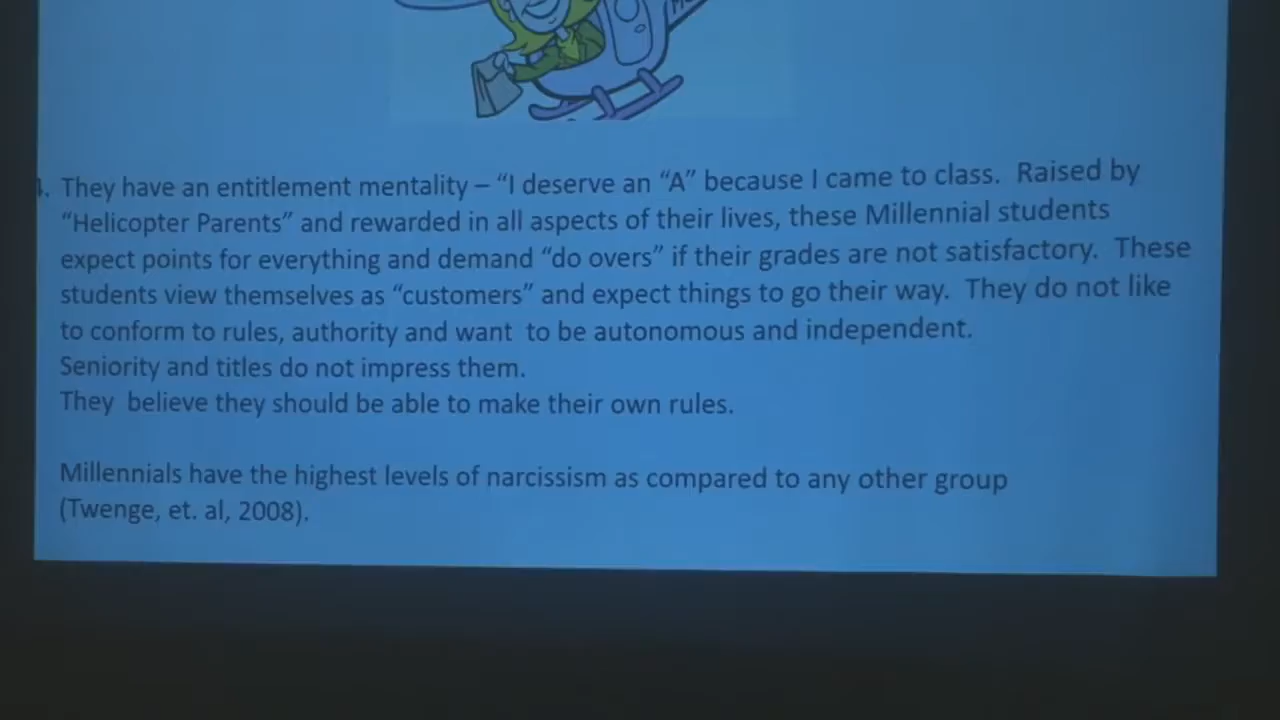 . They have an entitlement mentality – “I deserve an “A” because I came to class.  Raised by
“Helicopter Parents” and rewarded in all aspects of their lives, these Millennial students
expect points for everything and demand “do overs” if their grades are not satisfactory.  These
students view themselves as “customers” and expect things to go their way.  They do not like
to conform to rules, authority and want  to be autonomous and independent.
Seniority and titles do not impress them.
They  believe they should be able to make their own rules.
Millennials have the highest levels of narcissism as compared to any other group
(Twenge, et. al, 2008).